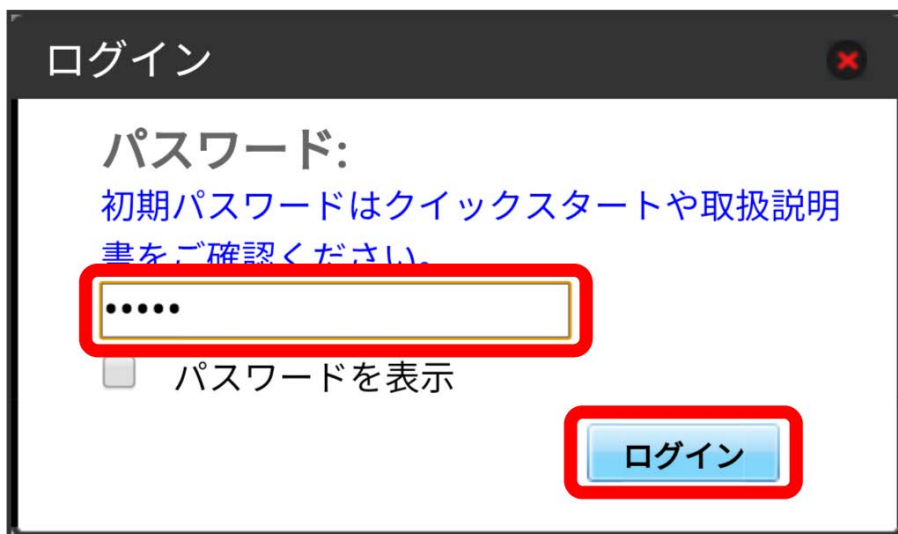 ログイン
パスワード:
初期パスワードはクイックスタートや取扱説明
書をご確認ください。
•••••
パスワードを表示
ログイン